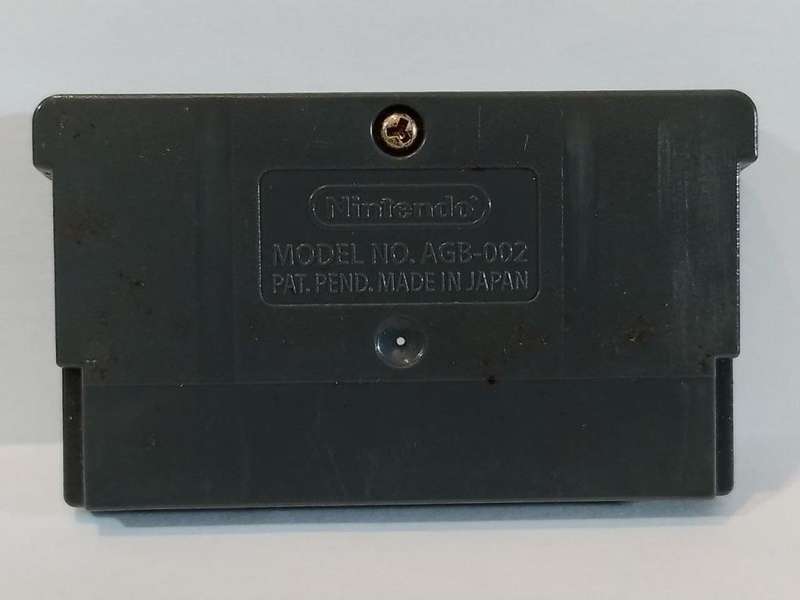 Nintendo
MODEL NO. AGB-002
PAT. PEND. MADE IN JAPAN